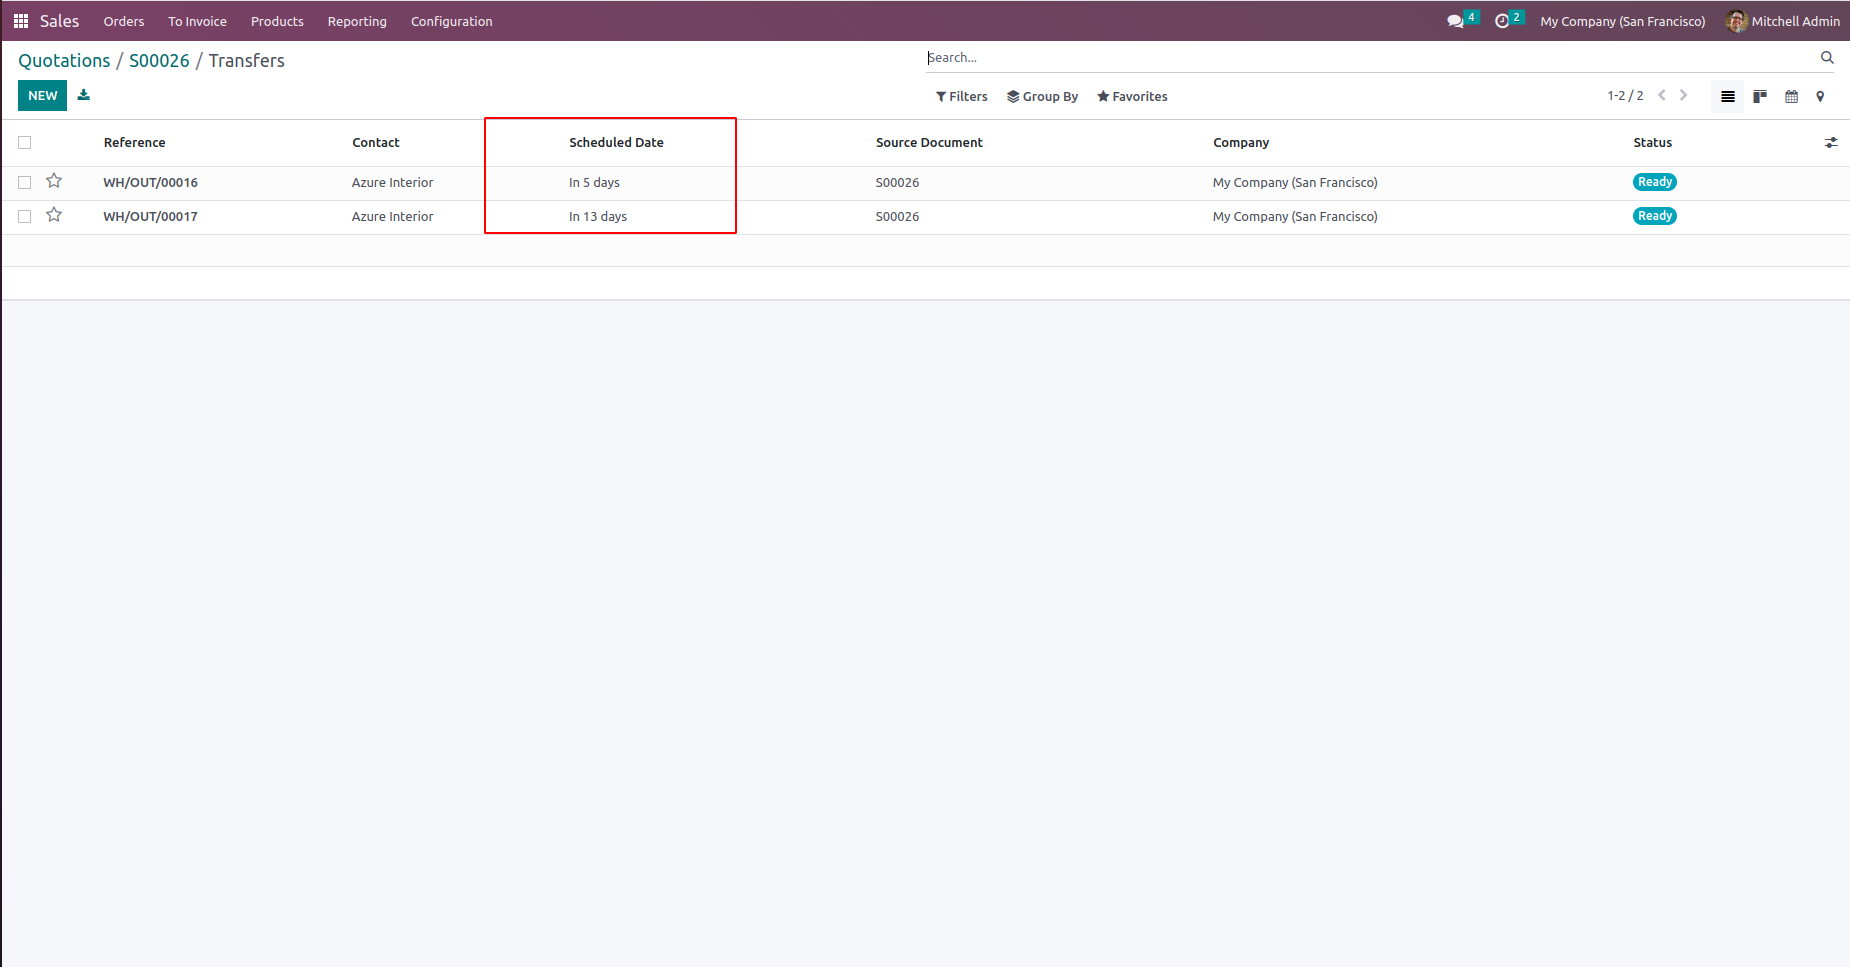 Sales Orders To Invoice Products Reporting Configuration 4 2 My Company (San Francisco) Mitchell Admin
Quotations / S00026 / Transfers Search...
NEW Filters Group By Favorites 1-2 / 2
Reference Contact Scheduled Date Source Document Company Status
WH/OUT/00016 Azure Interior In 5 days S00026 My Company (San Francisco) Ready
WH/OUT/00017 Azure Interior In 13 days S00026 My Company (San Francisco) Ready